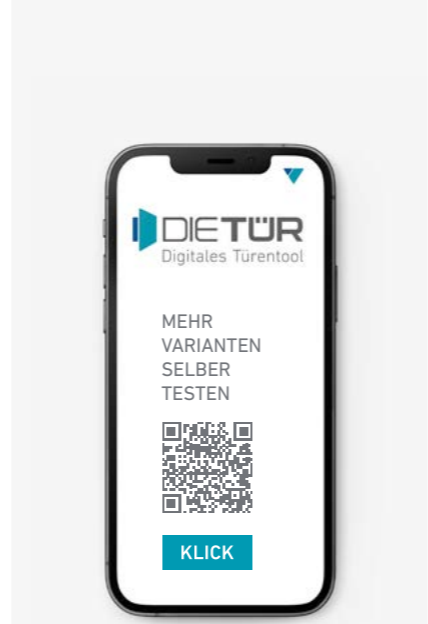 DIETÜR
Digitales Türentool
MEHR
VARIANTEN
SELBER
TESTEN
KLICK